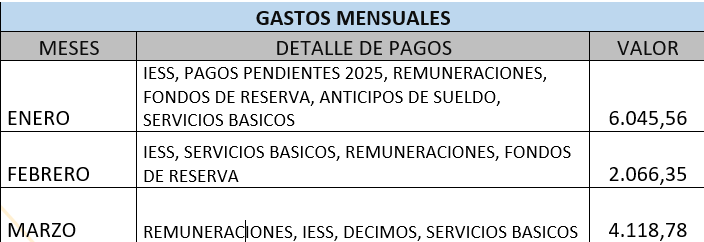 GASTOS MENSUALES
MESES DETALLE DE PAGOS VALOR
IESS, PAGOS PENDIENTES 2025, REMUNERACIONES,
FONDOS DE RESERVA, ANTICIPOS DE SUELDO,
ENERO SERVICIOS BASICOS 6.045,56
IESS, SERVICIOS BASICOS, REMUNERACIONES, FONDOS
FEBRERO DE RESERVA 2.066,35
MARZO REMUNERACIONES, IESS, DECIMOS, SERVICIOS BASICOS 4.118,78